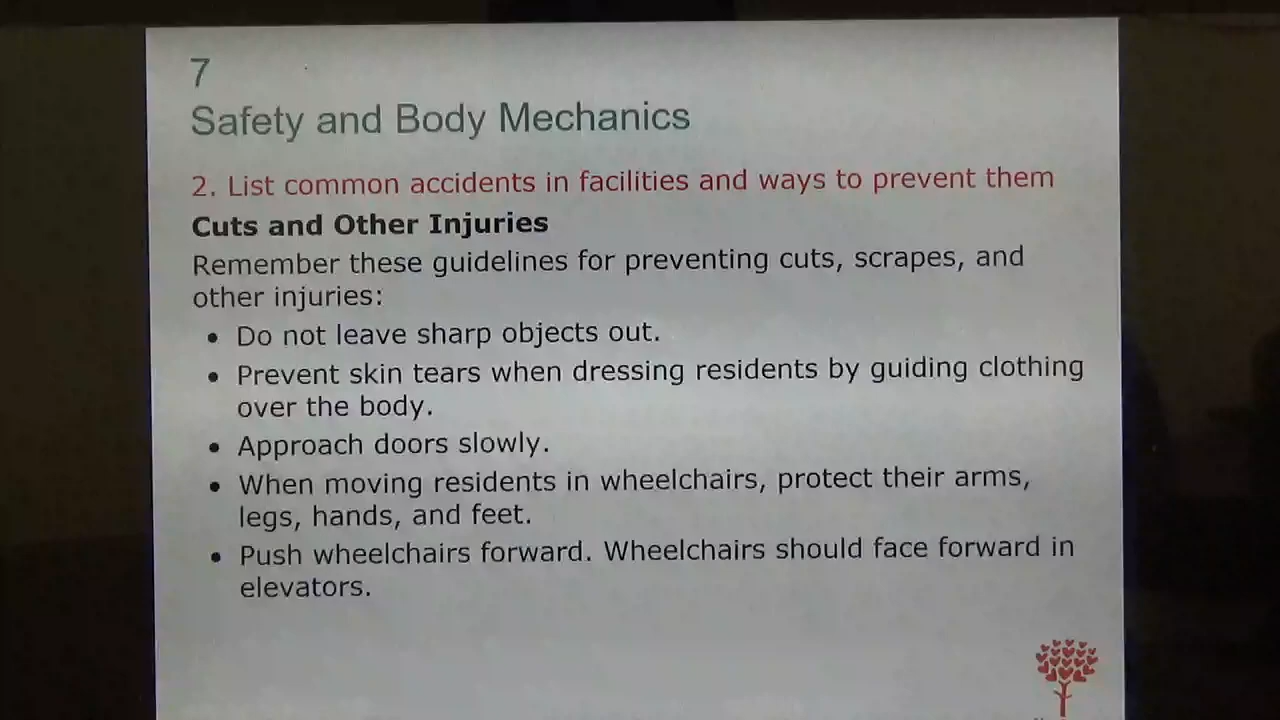 7
Safety and Body Mechanics
2. List common accidents in facilities and ways to prevent them
Cuts and Other Injuries
Remember these guidelines for preventing cuts, scrapes, and
other injuries:
• Do not leave sharp objects out.
• Prevent skin tears when dressing residents by guiding clothing
over the body.
• Approach doors slowly.
• When moving residents in wheelchairs, protect their arms,
legs, hands, and feet.
• Push wheelchairs forward. Wheelchairs should face forward in
elevators.